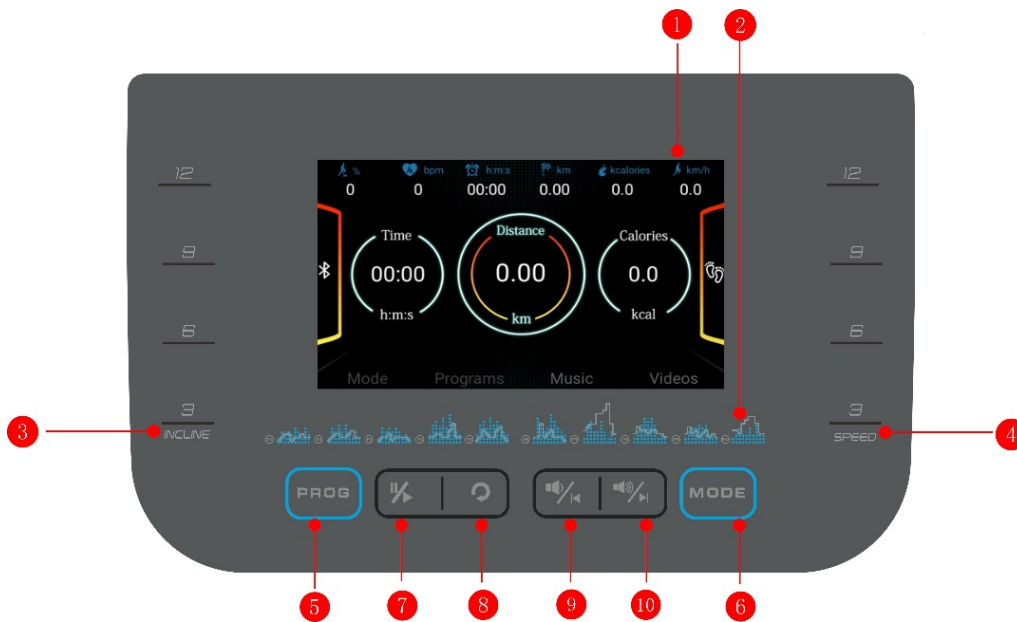 1 2
% bpm h:m:s km kcalories km/h
0 0 00:00 0.00 0.0 0.0
12 12
Time Distance Calories
9 9
00:00 0.00 0.0
h:m:s km kcal
6 6
Mode Programs Music Videos
3 3
3 INCLINE SPEED 4
PROG MODE
5 7 8 9 10 6